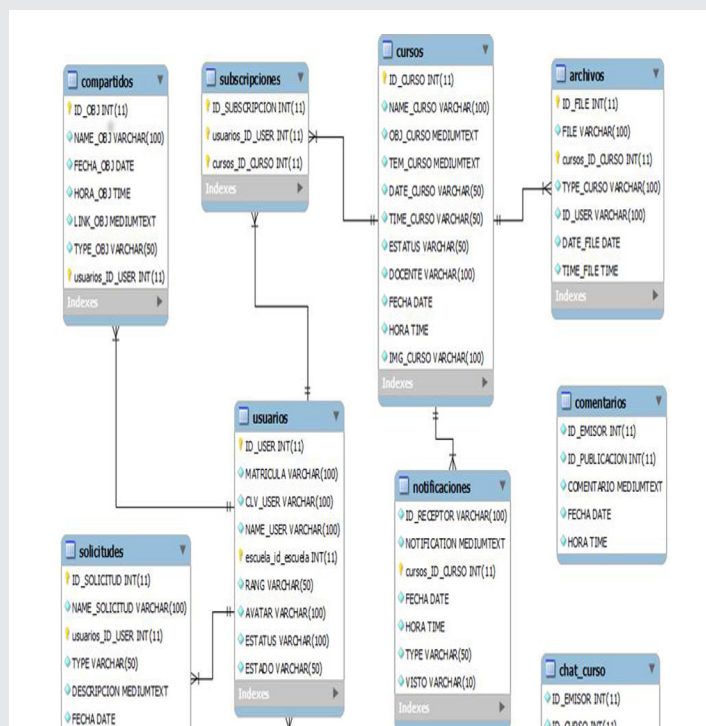 compartidos
ID_OBJ INT(11)
NAME_OBJ VARCHAR(100)
FECHA_OBJ DATE
HORA_OBJ TIME
LINK_OBJ MEDIUMTEXT
TYPE_OBJ VARCHAR(50)
usuarios_ID_USER INT(11)
Indexes
subscripciones
ID_SUBSCRIPCION INT(11)
usuarios_ID_USER INT(11)
cursos_ID_CURSO INT(11)
Indexes
cursos
ID_CURSO INT(11)
NAME_CURSO VARCHAR(100)
OBJ_CURSO MEDIUMTEXT
TEM_CURSO MEDIUMTEXT
DATE_CURSO VARCHAR(50)
TIME_CURSO VARCHAR(50)
ESTATUS VARCHAR(50)
DOCENTE VARCHAR(100)
FECHA DATE
HORA TIME
IMG_CURSO VARCHAR(100)
Indexes
archivos
ID_FILE INT(11)
FILE VARCHAR(100)
cursos_ID_CURSO INT(11)
TYPE_CURSO VARCHAR(100)
ID_USER VARCHAR(100)
DATE_FILE DATE
TIME_FILE TIME
Indexes
usuarios
ID_USER INT(11)
MATRICULA VARCHAR(100)
CLV_USER VARCHAR(100)
NAME_USER VARCHAR(100)
escuela_id_escuela INT(11)
RANG VARCHAR(50)
AVATAR VARCHAR(100)
ESTATUS VARCHAR(100)
ESTADO VARCHAR(50)
Indexes
comentarios
ID_EMISOR INT(11)
ID_PUBLICACION INT(11)
COMENTARIO MEDIUMTEXT
FECHA DATE
HORA TIME
notificaciones
ID_RECEPTOR VARCHAR(100)
NOTIFICATION MEDIUMTEXT
cursos_ID_CURSO INT(11)
FECHA DATE
HORA TIME
TYPE VARCHAR(50)
VISTO VARCHAR(10)
Indexes
solicitudes
ID_SOLICITUD INT(11)
NAME_SOLICITUD VARCHAR(100)
usuarios_ID_USER INT(11)
TYPE VARCHAR(50)
DESCRIPCION MEDIUMTEXT
FECHA DATE
chat_curso
ID_EMISOR INT(11)
ID_CURSO INT(11)